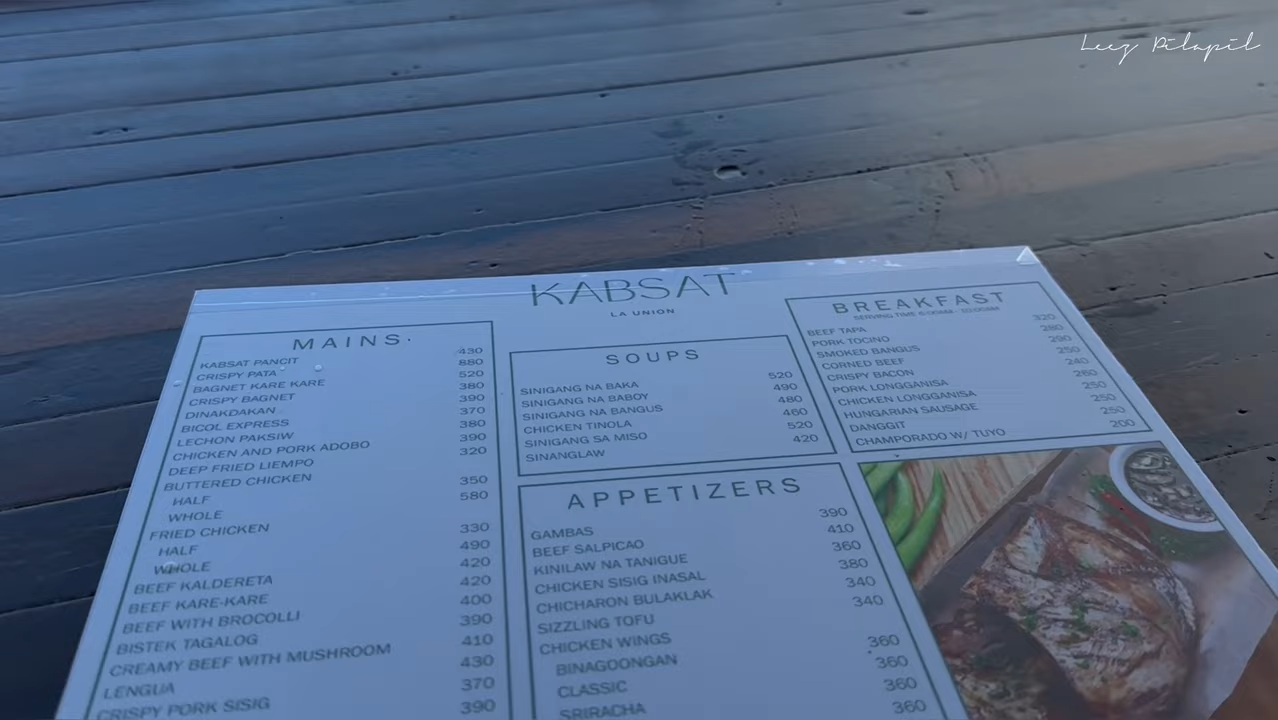 Leez Pilapil
KABSAT
LA UNION
MAINS
KABSAT PANCIT 430
CRISPY PATA 880
BAGNET KARE KARE 520
CRISPY BAGNET 380
DINAKDAKAN 390
BICOL EXPRESS 370
LECHON PAKSIW 380
CHICKEN AND PORK ADOBO 390
DEEP FRIED LIEMPO 320
BUTTERED CHICKEN
HALF 350
WHOLE 580
FRIED CHICKEN
HALF 330
WHOLE 490
BEEF KALDERETA 420
BEEF KARE-KARE 420
BEEF WITH BROCOLLI 400
BISTEK TAGALOG 390
CREAMY BEEF WITH MUSHROOM 410
LENGUA 430
CRISPY PORK SISIG 370
390
SOUPS
SINIGANG NA BAKA 520
SINIGANG NA BABOY 490
SINIGANG NA BANGUS 480
CHICKEN TINOLA 460
SINIGANG SA MISO 520
SINANGLAW 420
APPETIZERS
GAMBAS 390
BEEF SALPICAO 410
KINILAW NA TANIGUE 360
CHICKEN SISIG INASAL 380
CHICHARON BULAKLAK 340
SIZZLING TOFU 340
CHICKEN WINGS
BINAGOONGAN 360
CLASSIC 360
SRIRACHA 360
360
BREAKFAST
SERVING TIME 6:00AM - 10:00AM
BEEF TAPA 320
PORK TOCINO 280
SMOKED BANGUS 290
CORNED BEEF 250
CRISPY BACON 240
PORK LONGGANISA 260
CHICKEN LONGGANISA 250
HUNGARIAN SAUSAGE 250
DANGGIT 250
CHAMPORADO W/ TUYO 200